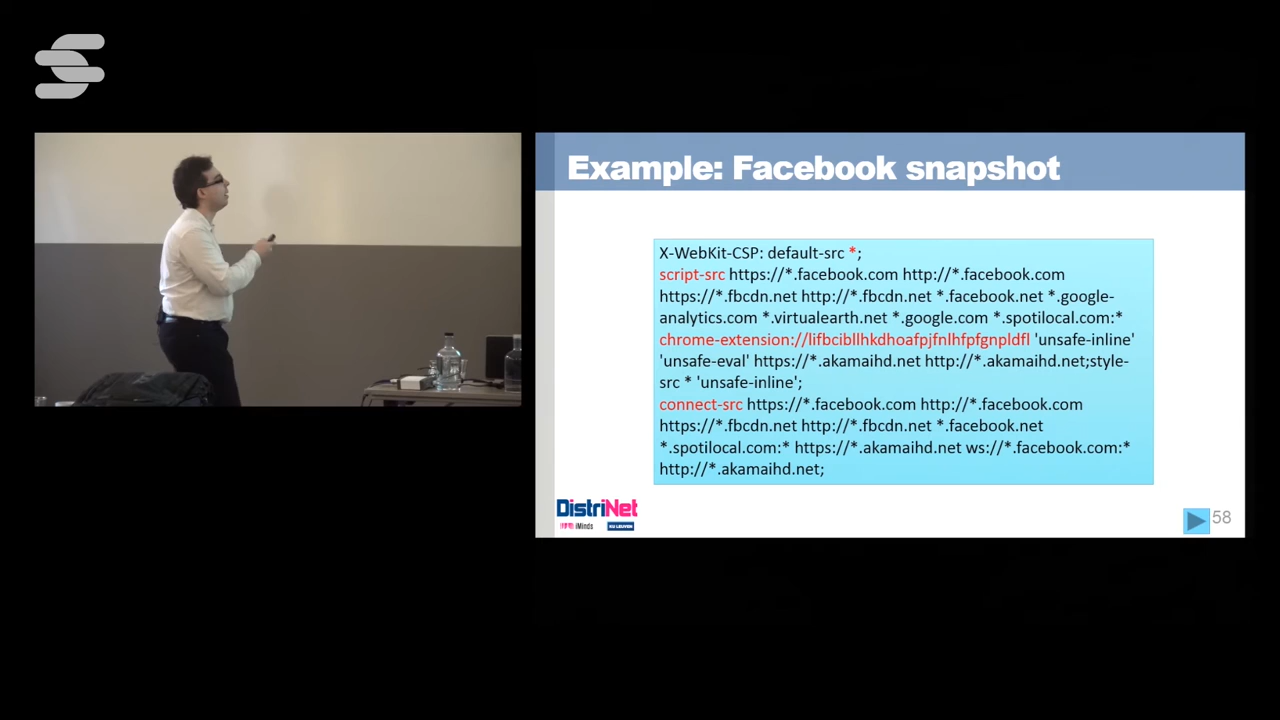 Example: Facebook snapshot
X-WebKit-CSP: default-src *;
script-src https://*.facebook.com http://*.facebook.com
https://*.fbcdn.net http://*.fbcdn.net *.facebook.net *.google-
analytics.com *.virtualearth.net *.google.com *.spotilocal.com:*
chrome-extension://lifbcibllhkdhoafpjfnlhfpfgnpldfl 'unsafe-inline'
'unsafe-eval' https://*.akamaihd.net http://*.akamaihd.net;style-
src * 'unsafe-inline';
connect-src https://*.facebook.com http://*.facebook.com
https://*.fbcdn.net http://*.fbcdn.net *.facebook.net
*.spotilocal.com:* https://*.akamaihd.net ws://*.facebook.com:*
http://*.akamaihd.net;
DistriNet
iMinds KU LEUVEN
58